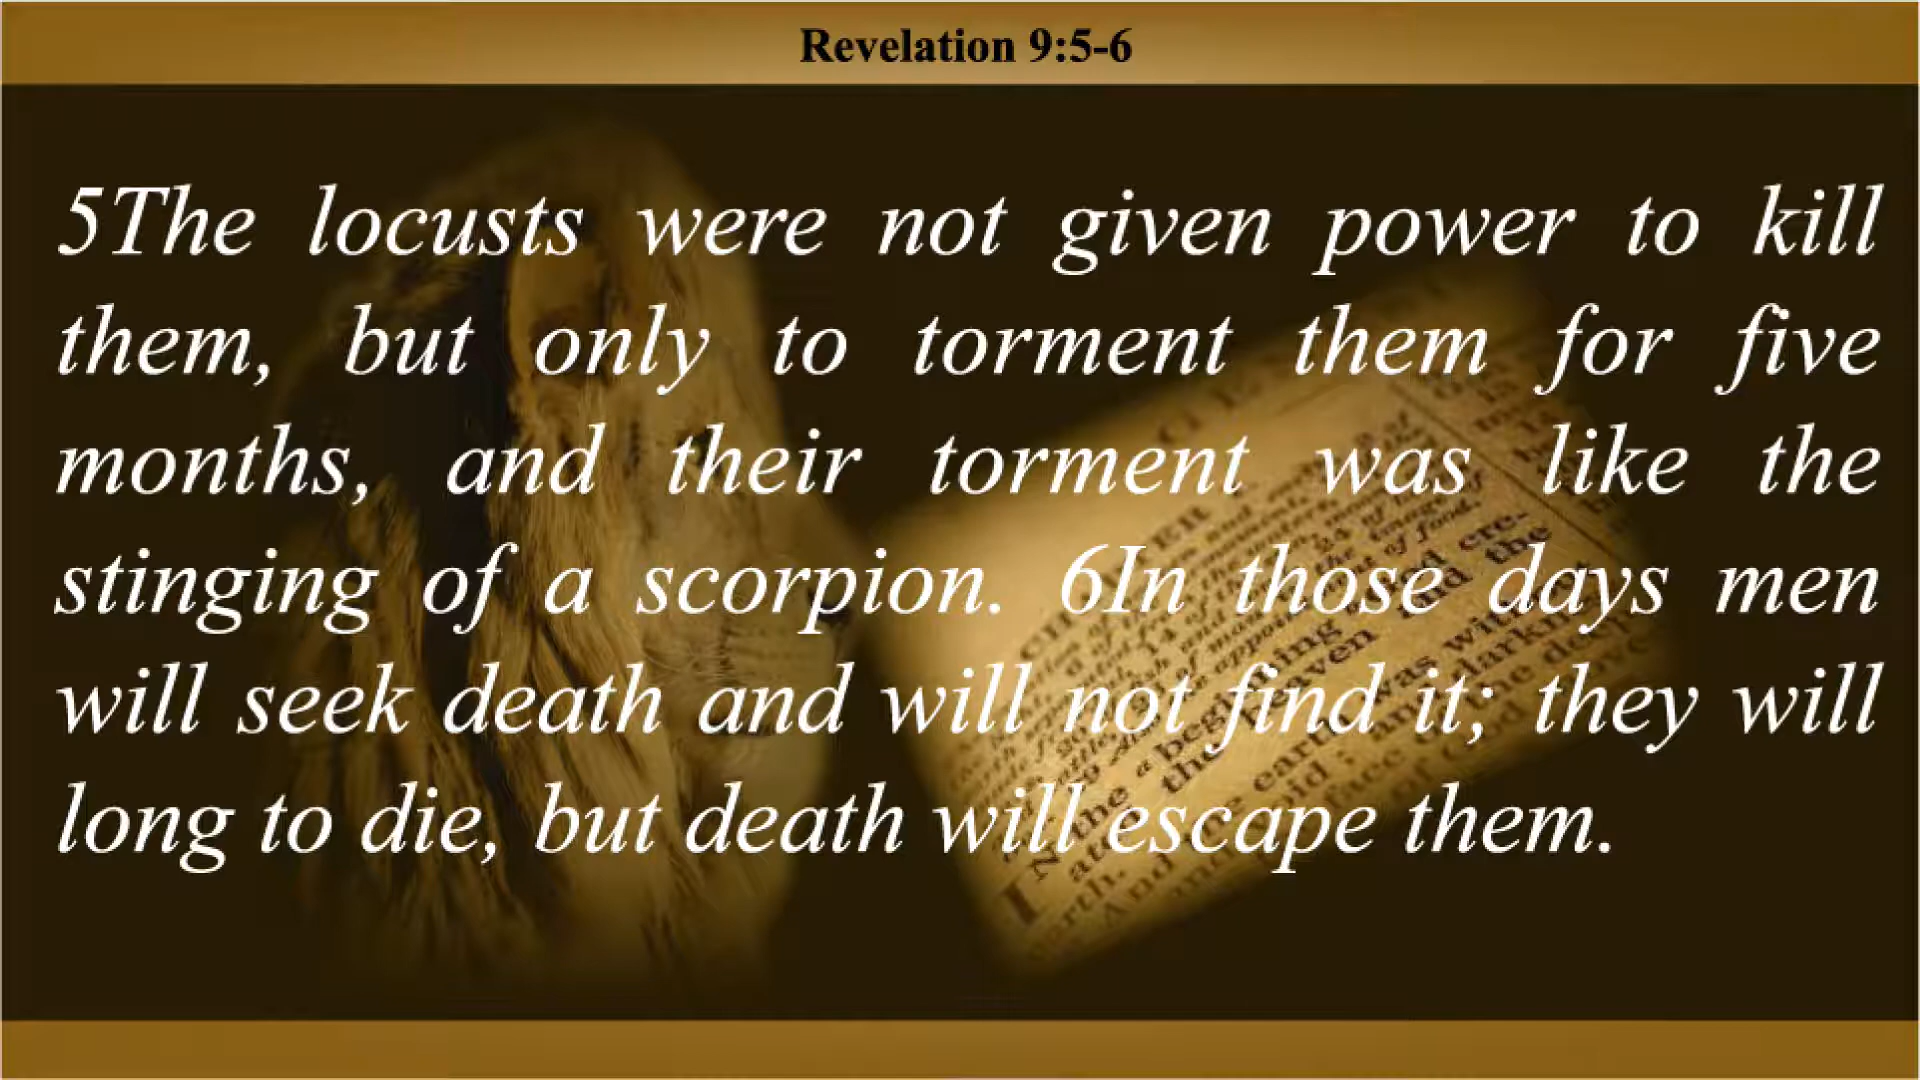 Revelation 9:5-6
5The locusts were not given power to kill
them, but only to torment them for five
months, and their torment was like the
stinging of a scorpion. 6In those days men
will seek death and will not find it; they will
long to die, but death will escape them.